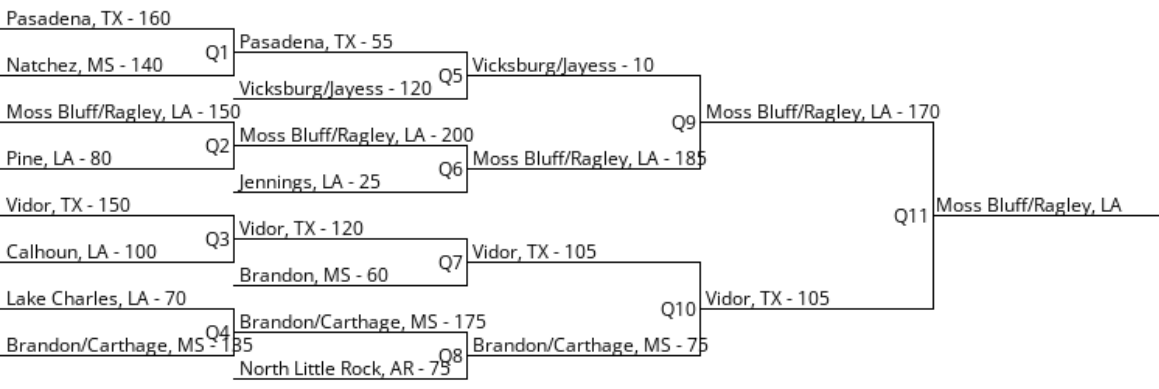 Pasadena, TX - 160
Natchez, MS - 140
Q1
Pasadena, TX - 55
Vicksburg/Jayess - 120
Q5
Vicksburg/Jayess - 10
Moss Bluff/Ragley, LA - 150
Pine, LA - 80
Q2
Moss Bluff/Ragley, LA - 200
Jennings, LA - 25
Q6
Moss Bluff/Ragley, LA - 185
Q9
Moss Bluff/Ragley, LA - 170
Vidor, TX - 150
Calhoun, LA - 100
Q3
Vidor, TX - 120
Brandon, MS - 60
Q7
Vidor, TX - 105
Lake Charles, LA - 70
Brandon/Carthage, MS - 135
Q4
Brandon/Carthage, MS - 175
North Little Rock, AR - 75
Q8
Brandon/Carthage, MS - 75
Q10
Vidor, TX - 105
Q11
Moss Bluff/Ragley, LA